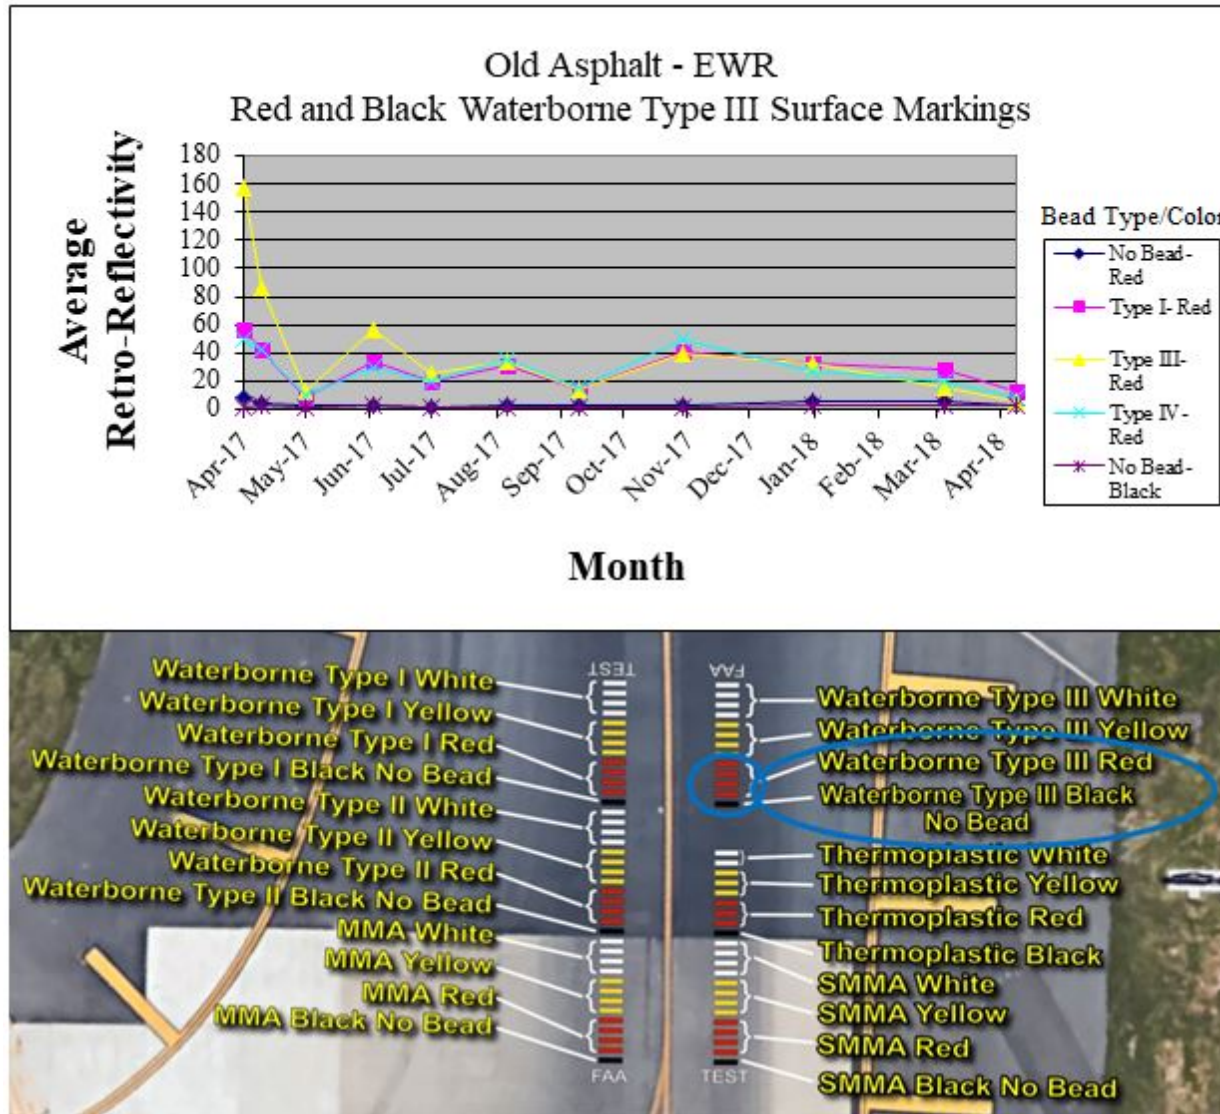 Old Asphalt - EWR
Red and Black Waterborne Type III Surface Markings
Average
Retro-Reflectivity
180
160
140
120
100
80
60
40
20
0
Apr-17
May-17
Jun-17
Jul-17
Aug-17
Sep-17
Oct-17
Nov-17
Dec-17
Jan-18
Feb-18
Mar-18
Apr-18
Month
Bead Type/Color
No Bead-
Red
Type I- Red
Type III-
Red
Type IV-
Red
No Bead-
Black
TEST
FAA
Waterborne Type I White
Waterborne Type I Yellow
Waterborne Type I Red
Waterborne Type I Black No Bead
Waterborne Type II White
Waterborne Type II Yellow
Waterborne Type II Red
Waterborne Type II Black No Bead
MMA White
MMA Yellow
MMA Red
MMA Black No Bead
Waterborne Type III White
Waterborne Type III Yellow
Waterborne Type III Red
Waterborne Type III Black
No Bead
Thermoplastic White
Thermoplastic Yellow
Thermoplastic Red
Thermoplastic Black
SMMA White
SMMA Yellow
SMMA Red
SMMA Black No Bead
FAA
TEST